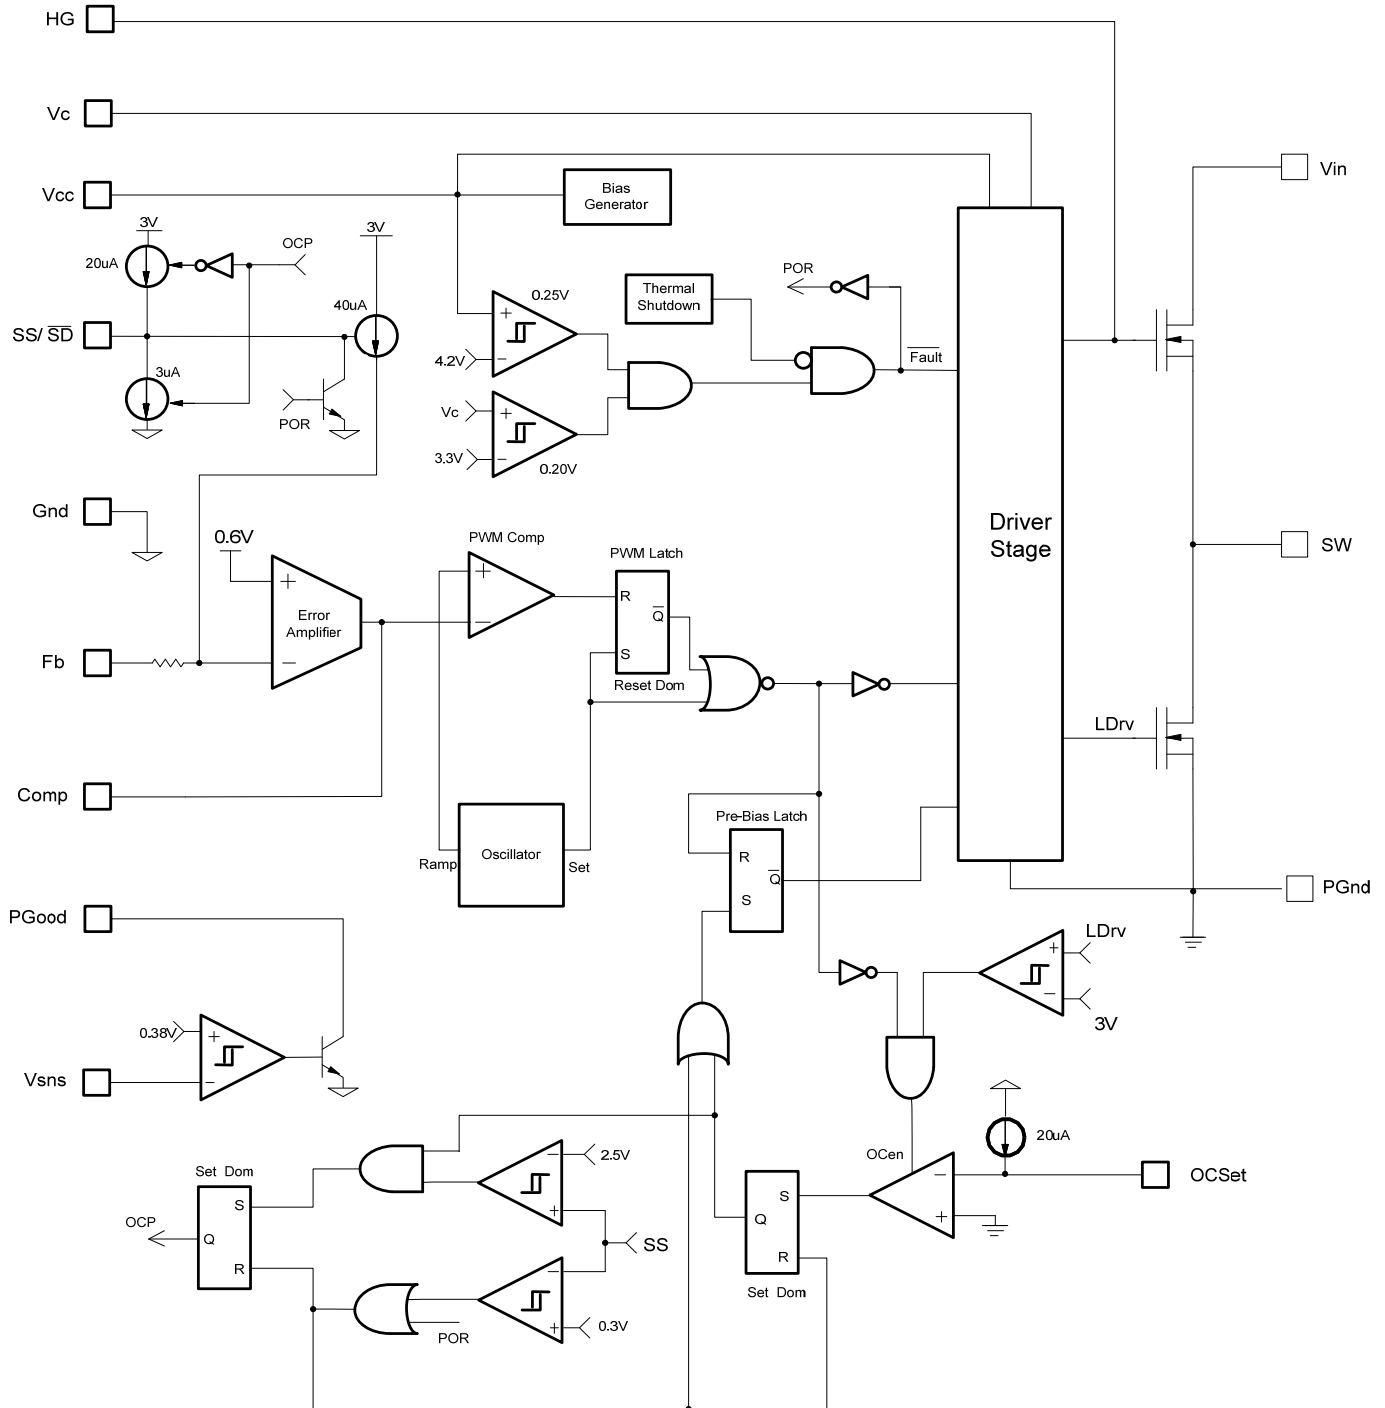 HG
Vc
Vin
Vcc
Bias
Generator
3V
3V
OCP
20uA
POR
Thermal
Shutdown
0.25V
40uA
SS/ S̅D̅
Fault
4.2V
3uA
Vc
POR
3.3V
0.20V
Gnd
0.6V
PWM Comp
PWM Latch
Driver
Stage
SW
+
Error
Amplifier
−
+
−
R
Q̅
S
Fb
Reset Dom
LDrv
Comp
Pre-Bias Latch
Ramp
Oscillator
Set
R
Q̅
S
PGnd
PGood
LDrv
+
−
3V
0.38V
+
−
Vsns
20uA
OCen
2.5V
−
+
OCSet
−
+
Set Dom
S
Q
R
OCP
SS
S
Q
R
Set Dom
−
+
0.3V
POR